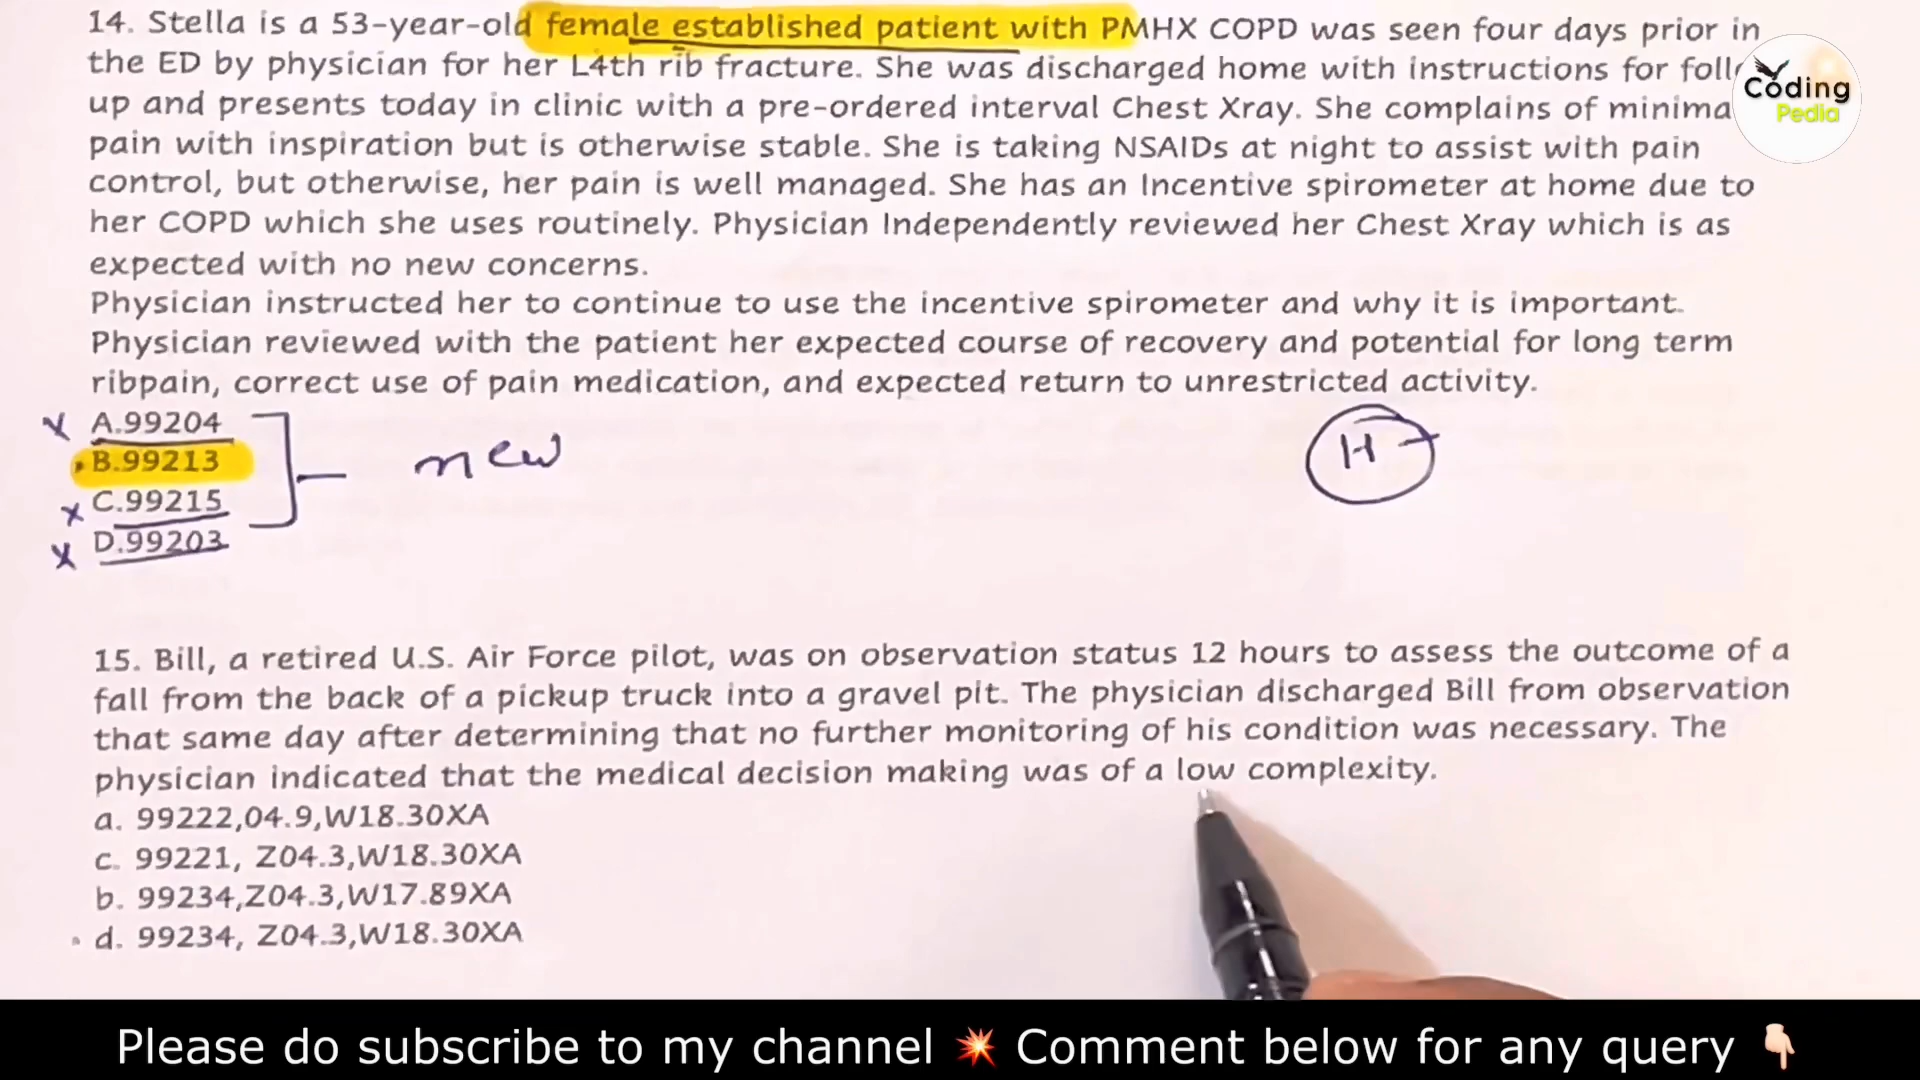 14. Stella is a 53-year-old female established patient with PMHX COPD was seen four days prior in
the ED by physician for her L4th rib fracture. She was discharged home with instructions for foll
up and presents today in clinic with a pre-ordered interval Chest Xray. She complains of minima
pain with inspiration but is otherwise stable. She is taking NSAIDs at night to assist with pain
control, but otherwise, her pain is well managed. She has an Incentive spirometer at home due to
her COPD which she uses routinely. Physician Independently reviewed her Chest Xray which is as
expected with no new concerns.
Physician instructed her to continue to use the incentive spirometer and why it is important.
Physician reviewed with the patient her expected course of recovery and potential for long term
ribpain, correct use of pain medication, and expected return to unrestricted activity.
A.99204
B.99213
C.99215
D.99203
new
H
15. Bill, a retired U.S. Air Force pilot, was on observation status 12 hours to assess the outcome of a
fall from the back of a pickup truck into a gravel pit. The physician discharged Bill from observation
that same day after determining that no further monitoring of his condition was necessary. The
physician indicated that the medical decision making was of a low complexity.
a. 99222,04.9,W18.30XA
c. 99221, Z04.3,W18.30XA
b. 99234,Z04.3,W17.89XA
d. 99234, Z04.3,W18.30XA
Coding
Pedia
Please do subscribe to my channel 💥 Comment below for any query 👇🏻